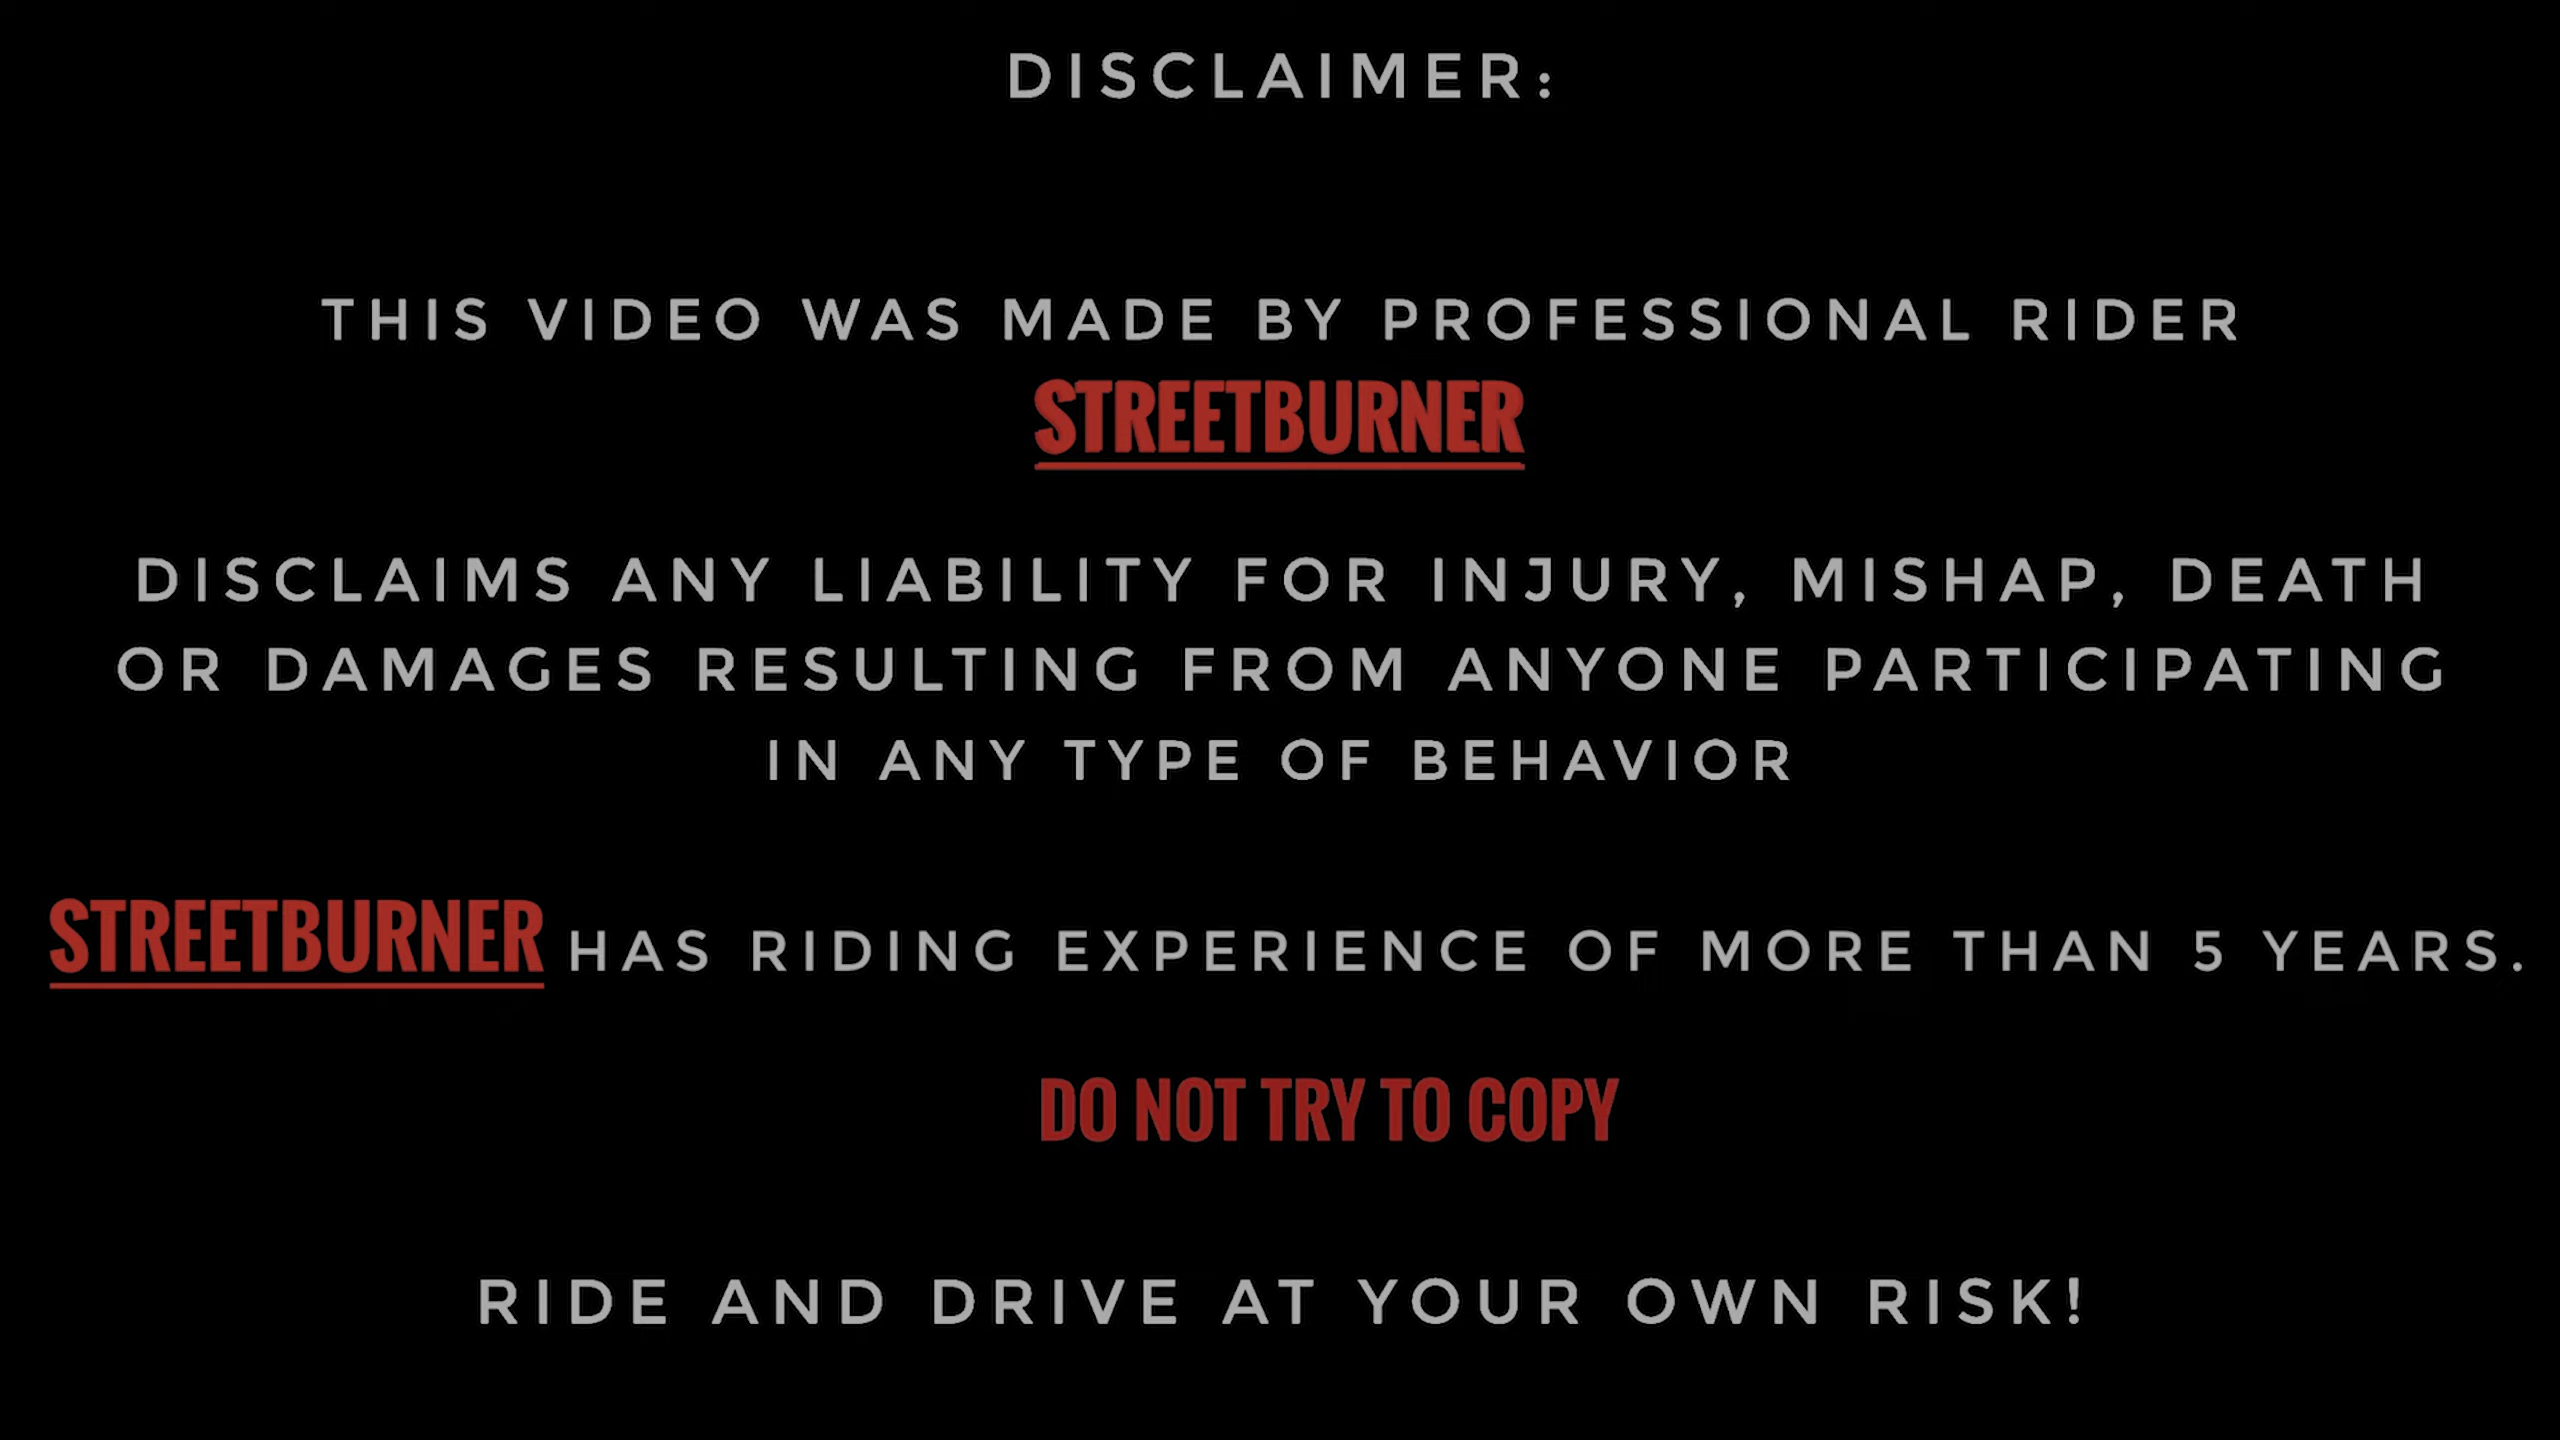 DISCLAIMER:
THIS VIDEO WAS MADE BY PROFESSIONAL RIDER
STREETBURNER
DISCLAIMS ANY LIABILITY FOR INJURY, MISHAP, DEATH
OR DAMAGES RESULTING FROM ANYONE PARTICIPATING
IN ANY TYPE OF BEHAVIOR
STREETBURNER HAS RIDING EXPERIENCE OF MORE THAN 5 YEARS.
DO NOT TRY TO COPY
RIDE AND DRIVE AT YOUR OWN RISK!